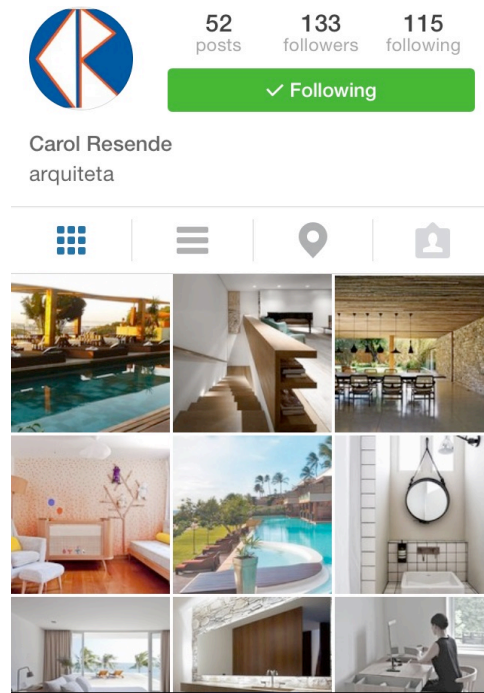 52 133 115
posts followers following
✓ Following
Carol Resende
arquiteta